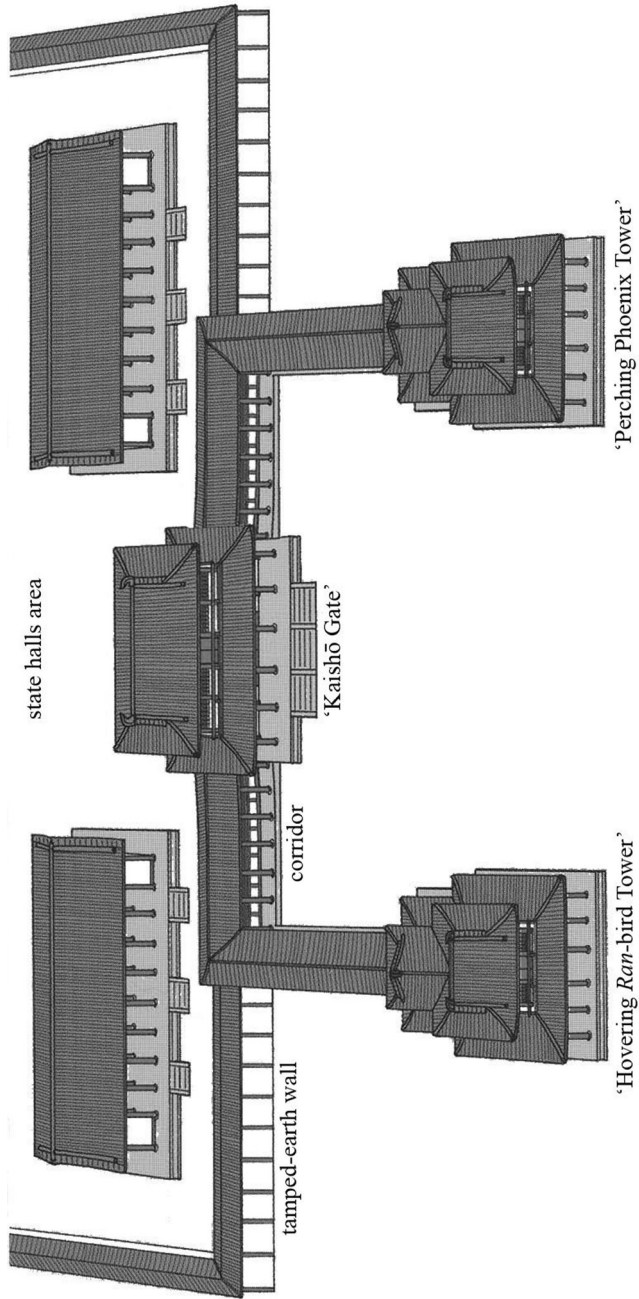 state halls area
'Kaishō Gate'
corridor
tamped-earth wall
'Hovering Ran-bird Tower'
'Perching Phoenix Tower'